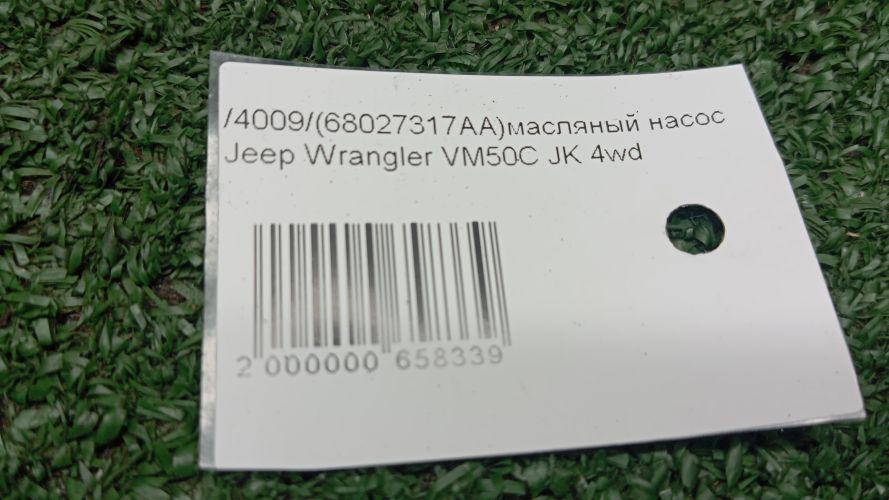 /4009/(68027317AA)масляный насос
Jeep Wrangler VM50C JK 4wd
2 000000 658339